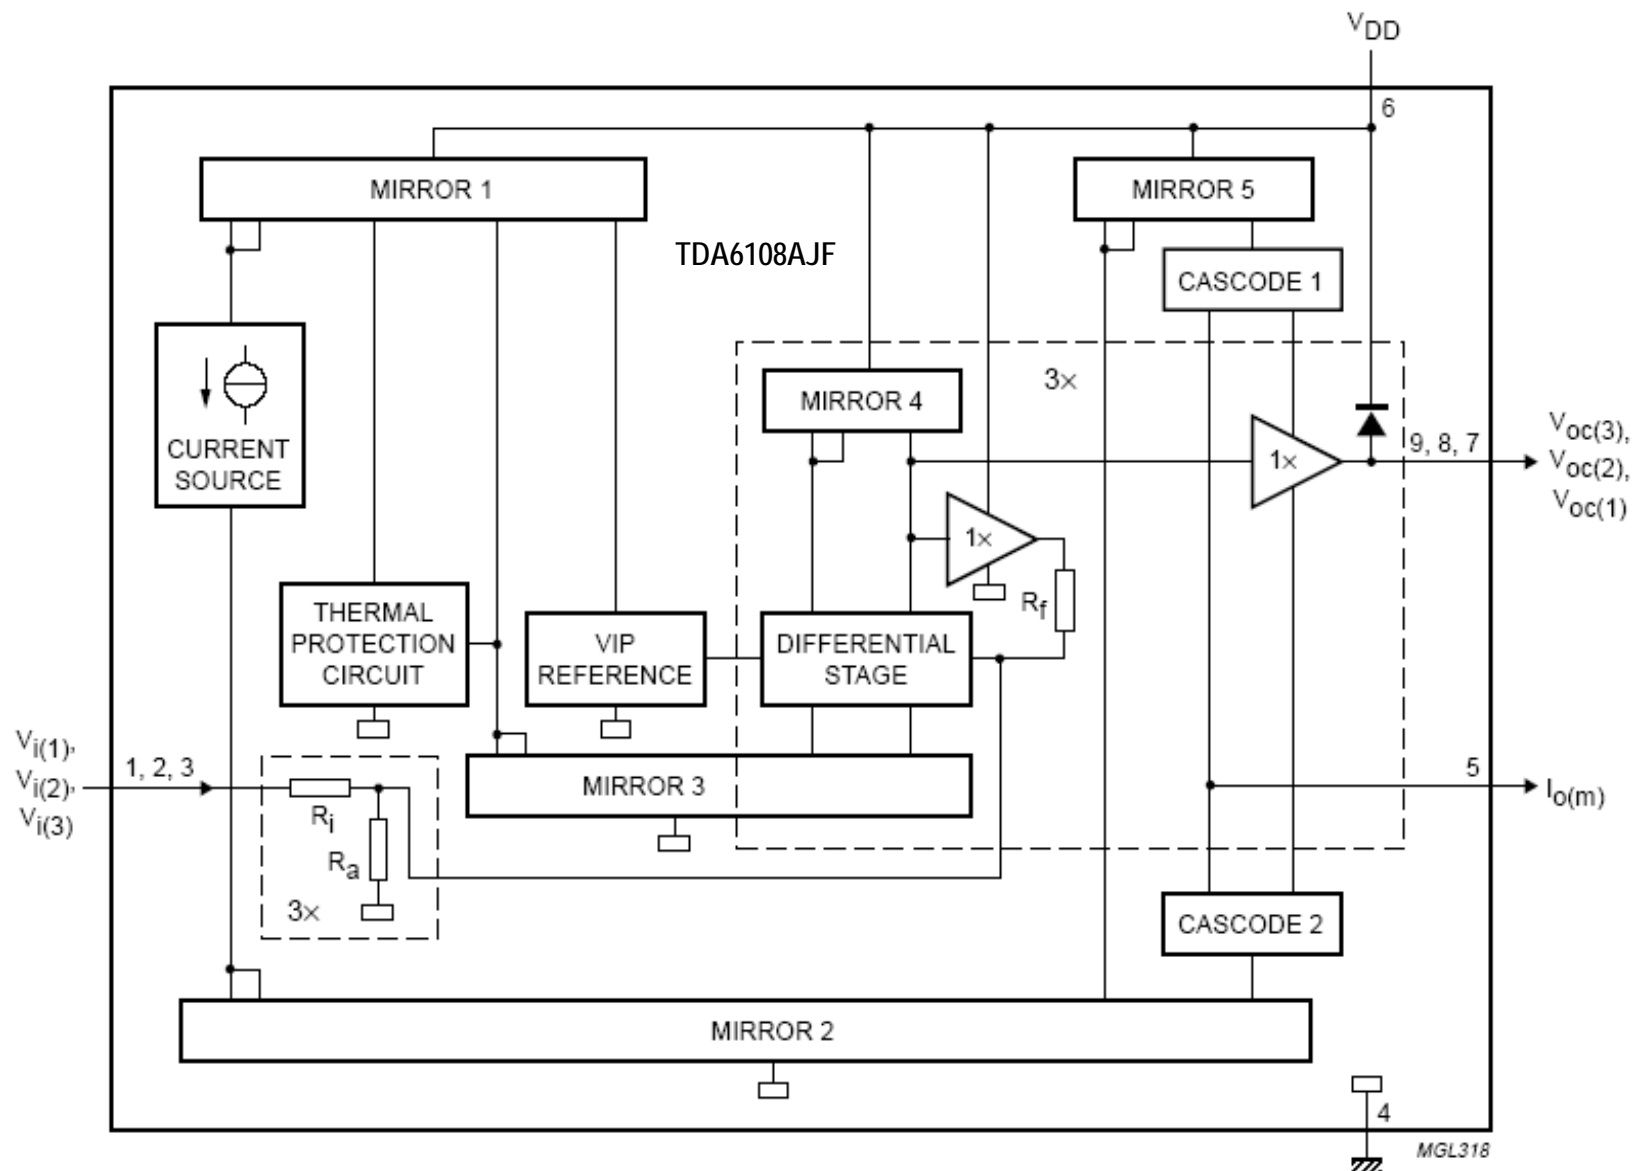 VDD
6
MIRROR 1
MIRROR 5
TDA6108AJF
CASCODE 1
3×
MIRROR 4
CURRENT
SOURCE
1×
9, 8, 7
Voc(3),
Voc(2),
Voc(1)
1×
Rf
THERMAL
PROTECTION
CIRCUIT
VIP
REFERENCE
DIFFERENTIAL
STAGE
Vi(1),
Vi(2),
Vi(3)
1, 2, 3
Ri
Ra
3×
MIRROR 3
5
Io(m)
CASCODE 2
MIRROR 2
4
MGL318